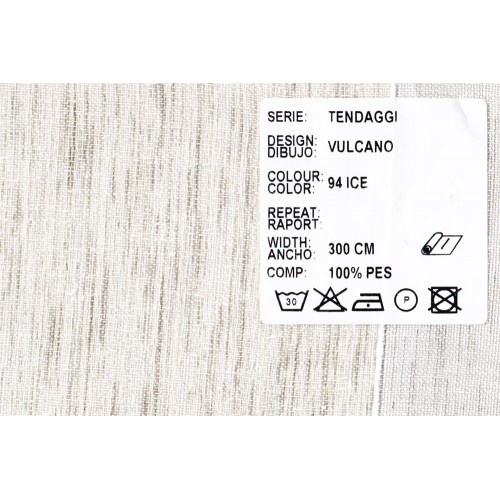 SERIE: TENDAGGI
DESIGN:
DIBUJO: VULCANO
COLOUR:
COLOR: 94 ICE
REPEAT:
RAPORT:
WIDTH:
ANCHO: 300 CM
COMP: 100% PES
30
P